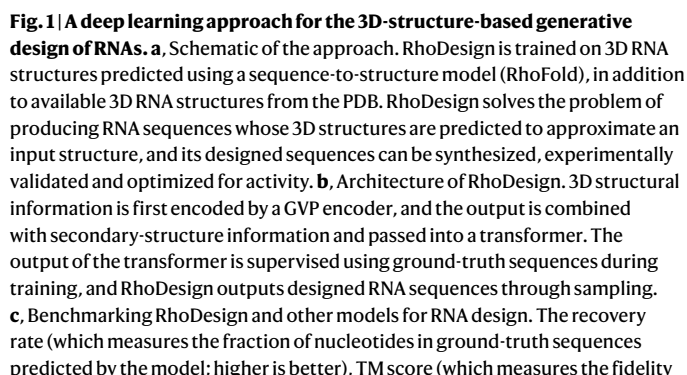 Fig. 1 | A deep learning approach for the 3D-structure-based generative
design of RNAs. a, Schematic of the approach. RhoDesign is trained on 3D RNA
structures predicted using a sequence-to-structure model (RhoFold), in addition
to available 3D RNA structures from the PDB. RhoDesign solves the problem of
producing RNA sequences whose 3D structures are predicted to approximate an
input structure, and its designed sequences can be synthesized, experimentally
validated and optimized for activity. b, Architecture of RhoDesign. 3D structural
information is first encoded by a GVP encoder, and the output is combined
with secondary-structure information and passed into a transformer. The
output of the transformer is supervised using ground-truth sequences during
training, and RhoDesign outputs designed RNA sequences through sampling.
c, Benchmarking RhoDesign and other models for RNA design. The recovery
rate (which measures the fraction of nucleotides in ground-truth sequences
predicted by the model; higher is better), TM score (which measures the fidelity